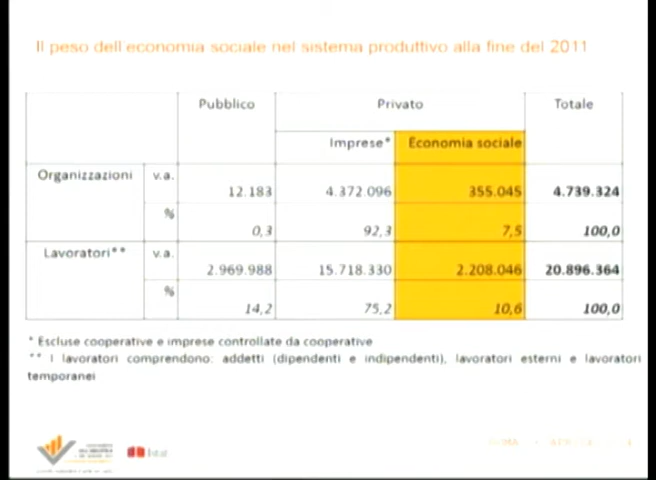 Il peso dell'economia sociale nel sistema produttivo alla fine del 2011
Pubblico Privato Totale
Imprese* Economia sociale
Organizzazioni v.a.
12.183 4.372.096 355.045 4.739.324
%
0,3 92,3 7,5 100,0
Lavoratori** v.a.
2.969.988 15.718.330 2.208.046 20.896.364
%
14,2 75,2 10,6 100,0
* Escluse cooperative e imprese controllate da cooperative
** I lavoratori comprendono: addetti (dipendenti e indipendenti), lavoratori esterni e lavoratori
temporanei
Istat